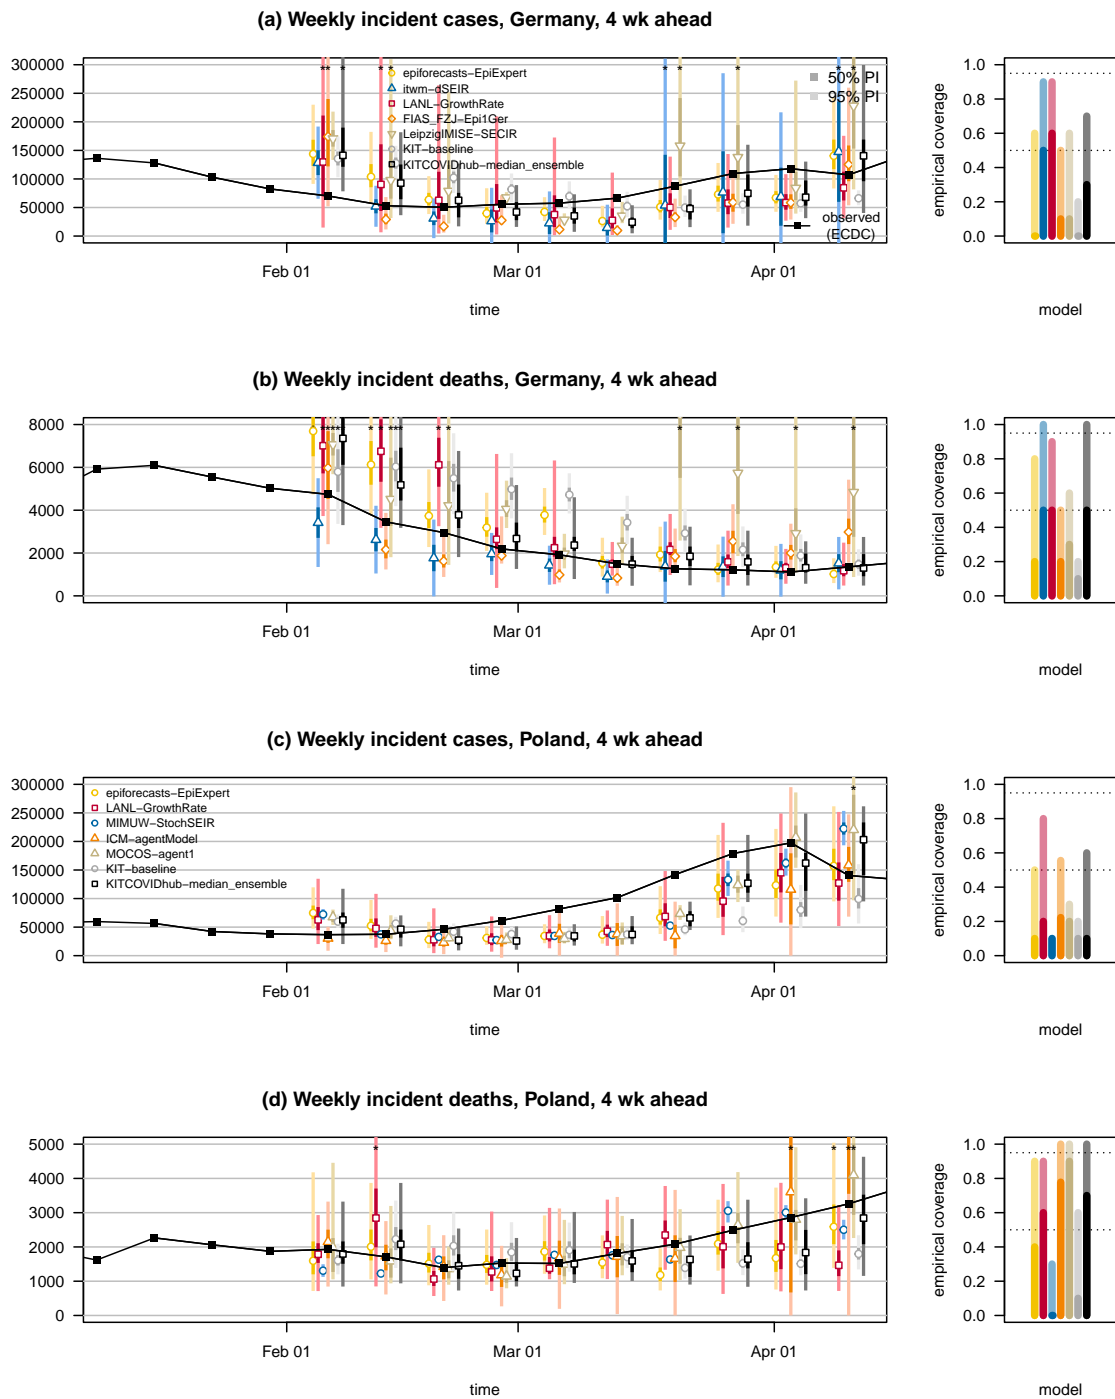 (a) Weekly incident cases, Germany, 4 wk ahead
300000
250000
200000
150000
100000
50000
0
epiforecasts−EpiExpert
itwm−dSEIR
LANL−GrowthRate
FIAS_FZJ−Epi1Ger
LeipzigIMISE−SECIR
KIT−baseline
KITCOVIDhub−median_ensemble
50% PI
95% PI
observed
(ECDC)
Feb 01
Mar 01
Apr 01
time
empirical coverage
1.0
0.8
0.6
0.4
0.2
0.0
model
(b) Weekly incident deaths, Germany, 4 wk ahead
8000
6000
4000
2000
0
Feb 01
Mar 01
Apr 01
time
empirical coverage
1.0
0.8
0.6
0.4
0.2
0.0
model
(c) Weekly incident cases, Poland, 4 wk ahead
300000
250000
200000
150000
100000
50000
0
epiforecasts−EpiExpert
LANL−GrowthRate
MIMUW−StochSEIR
ICM−agentModel
MOCOS−agent1
KIT−baseline
KITCOVIDhub−median_ensemble
Feb 01
Mar 01
Apr 01
time
empirical coverage
1.0
0.8
0.6
0.4
0.2
0.0
model
(d) Weekly incident deaths, Poland, 4 wk ahead
5000
4000
3000
2000
1000
0
Feb 01
Mar 01
Apr 01
time
empirical coverage
1.0
0.8
0.6
0.4
0.2
0.0
model